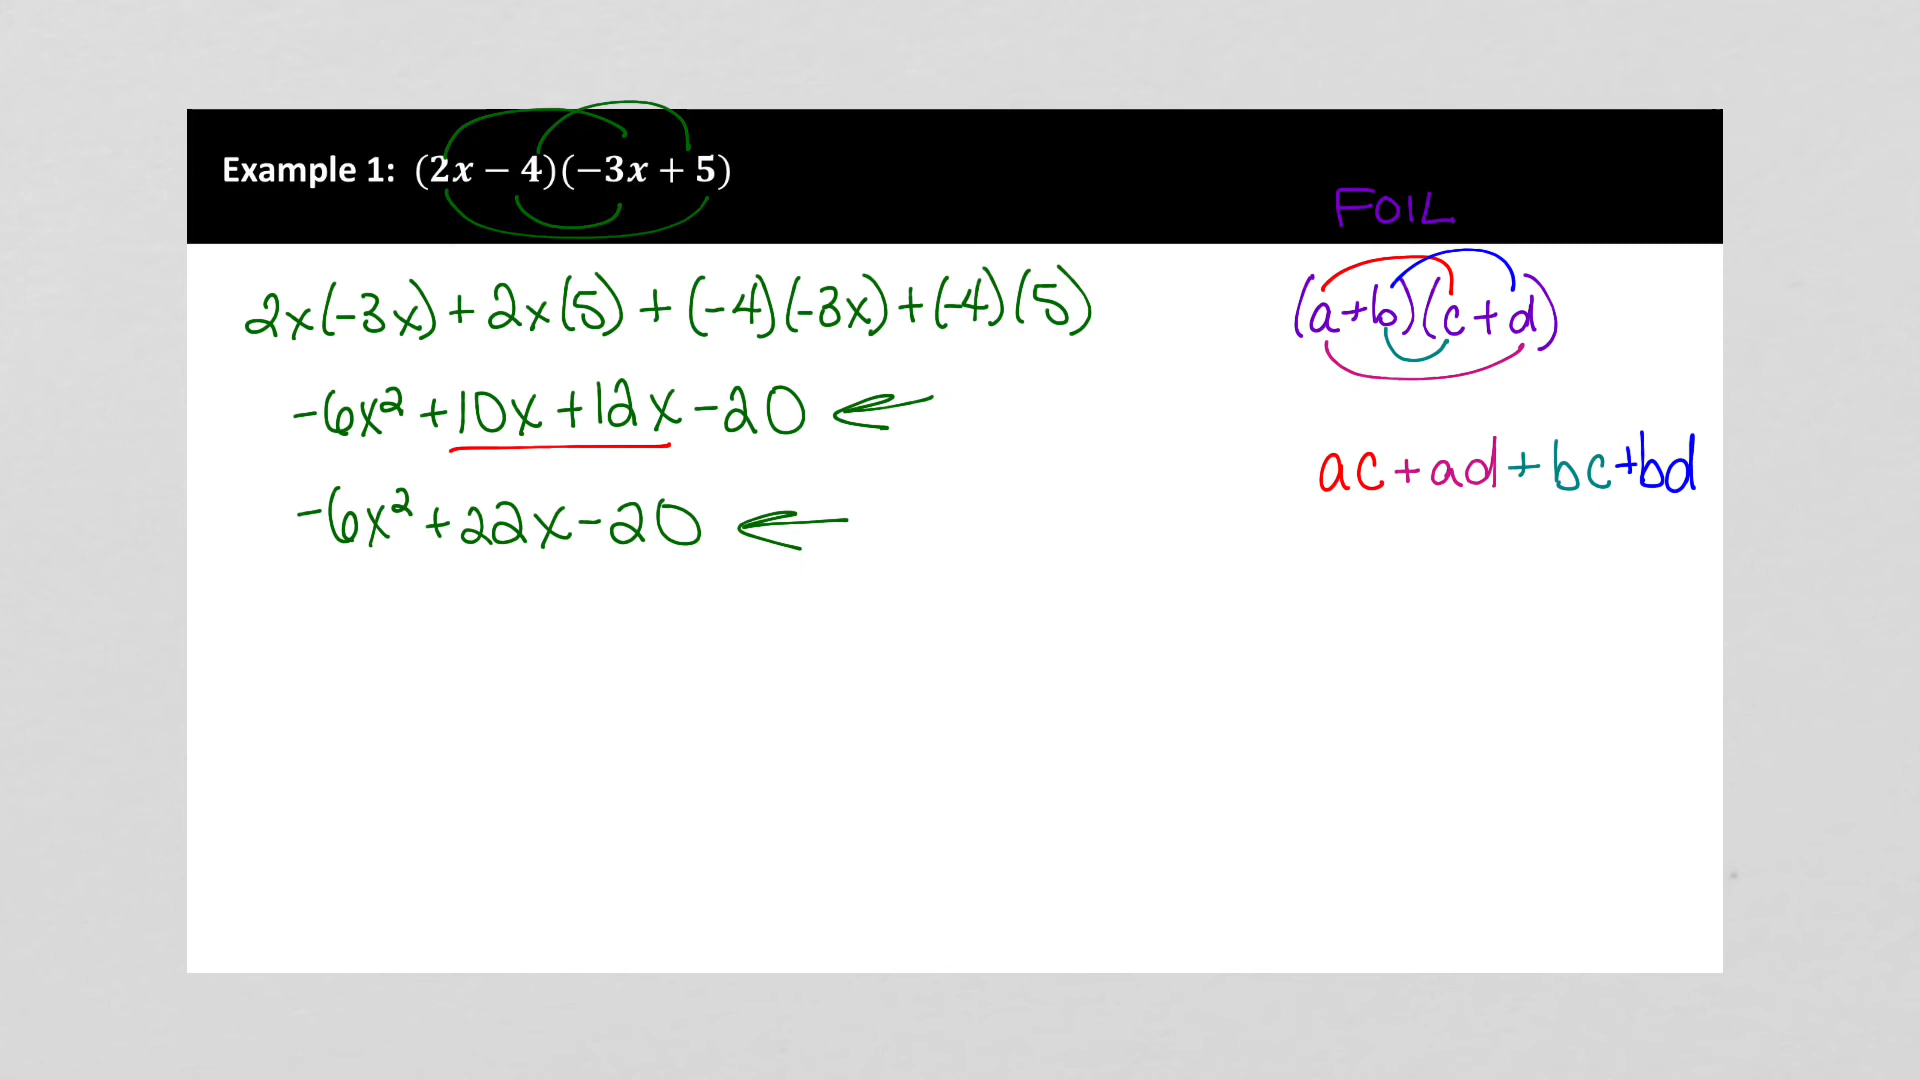 Example 1: (2x − 4)(−3x + 5)
FOIL
2x(-3x) + 2x(5) + (-4)(-3x) + (-4)(5)
(a+b)(c+d)
-6x² + 10x + 12x - 20
ac + ad + bc + bd
-6x² + 22x - 20